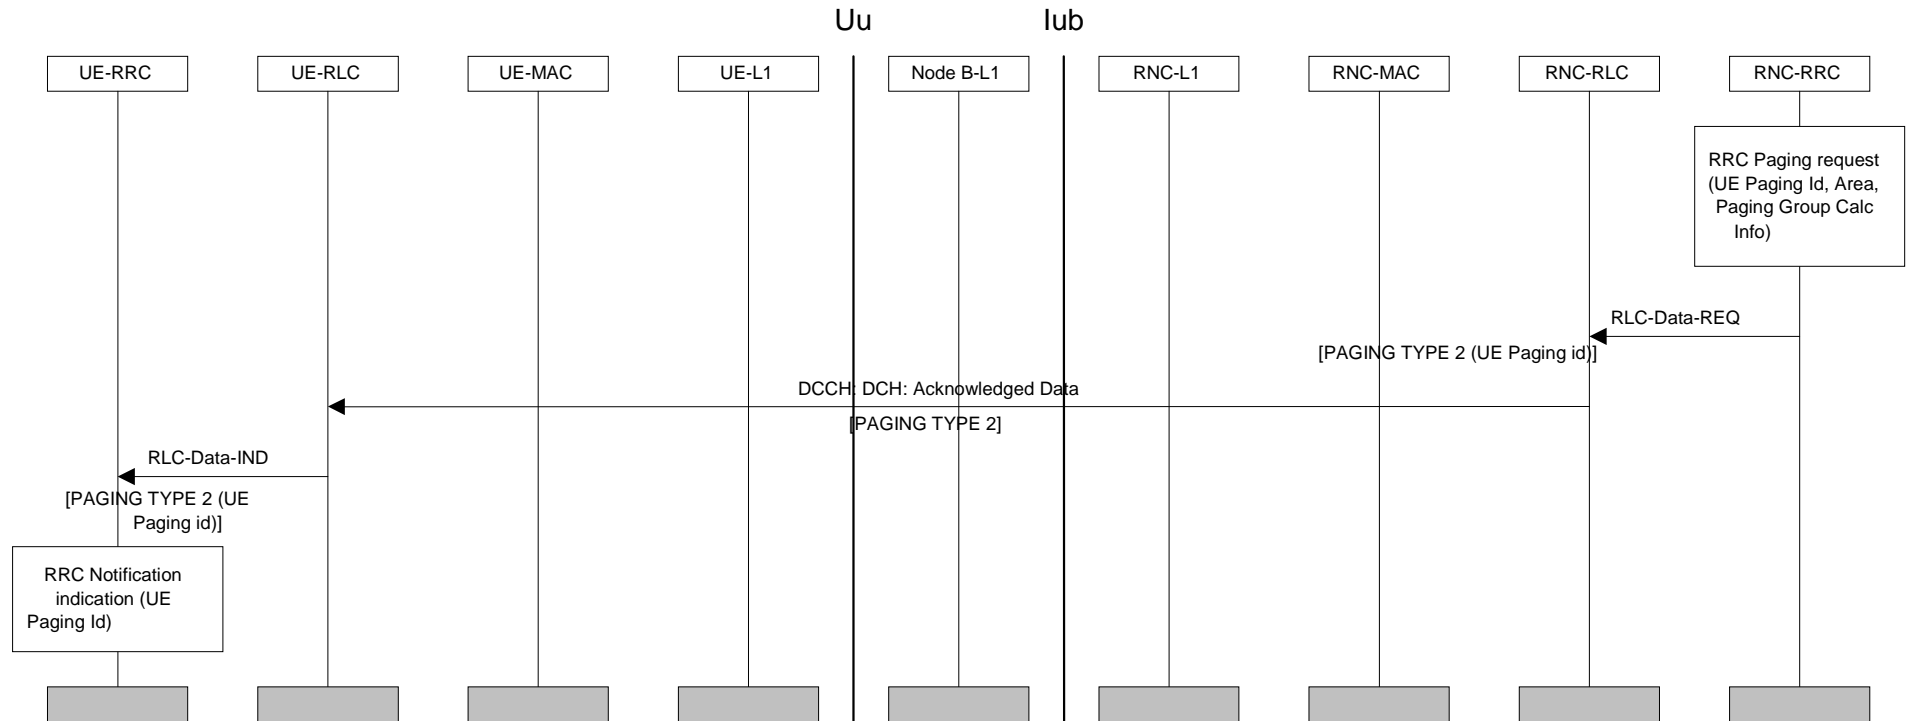 Uu
Iub
UE-RRC
UE-RLC
UE-MAC
UE-L1
Node B-L1
RNC-L1
RNC-MAC
RNC-RLC
RNC-RRC
RRC Paging request
(UE Paging Id, Area,
Paging Group Calc
Info)
RLC-Data-REQ
[PAGING TYPE 2 (UE Paging id)]
DCCH: DCH: Acknowledged Data
[PAGING TYPE 2]
RLC-Data-IND
[PAGING TYPE 2 (UE
Paging id)]
RRC Notification
indication (UE
Paging Id)